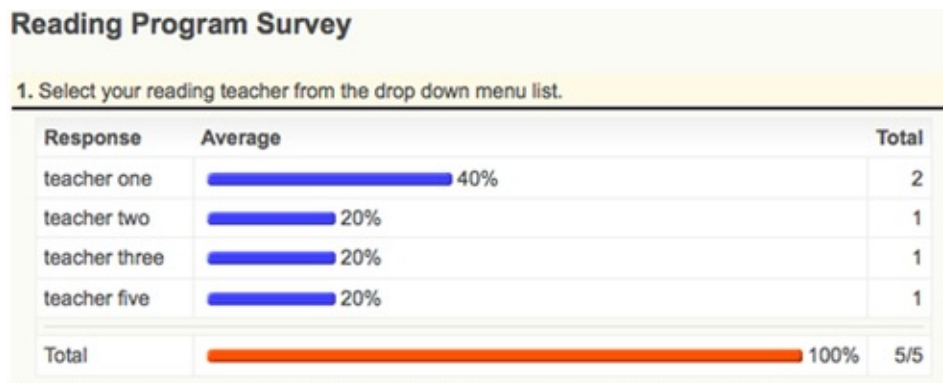 Reading Program Survey
1. Select your reading teacher from the drop down menu list.
Response Average Total
teacher one 40% 2
teacher two 20% 1
teacher three 20% 1
teacher five 20% 1
Total 100% 5/5